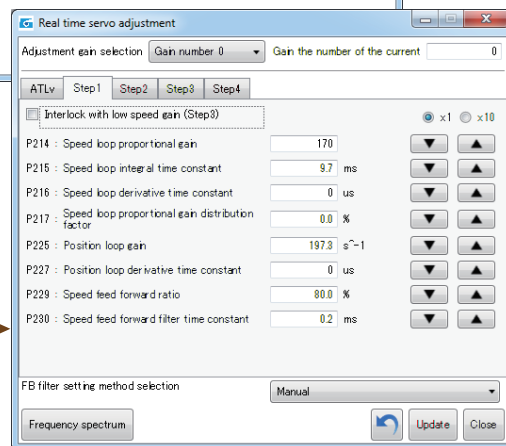 Real time servo adjustment
Adjustment gain selection Gain number 0 Gain the number of the current 0
ATLv Step1 Step2 Step3 Step4
Interlock with low speed gain (Step3) x1 x10
P214 : Speed loop proportional gain 170
P215 : Speed loop integral time constant 9.7 ms
P216 : Speed loop derivative time constant 0 us
P217 : Speed loop proportional gain distribution
factor 0.0 %
P225 : Position loop gain 197.3 s^-1
P227 : Position loop derivative time constant 0 us
P229 : Speed feed forward ratio 80.0 %
P230 : Speed feed forward filter time constant 0.2 ms
FB filter setting method selection Manual
Frequency spectrum Update Close